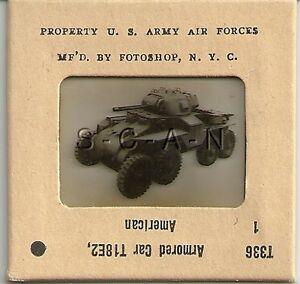 PROPERTY U. S. ARMY AIR FORCES
MF'D. BY FOTOSHOP, N. Y. C.
S-C-A-N
T336
1
Armored Car T18E2,
American